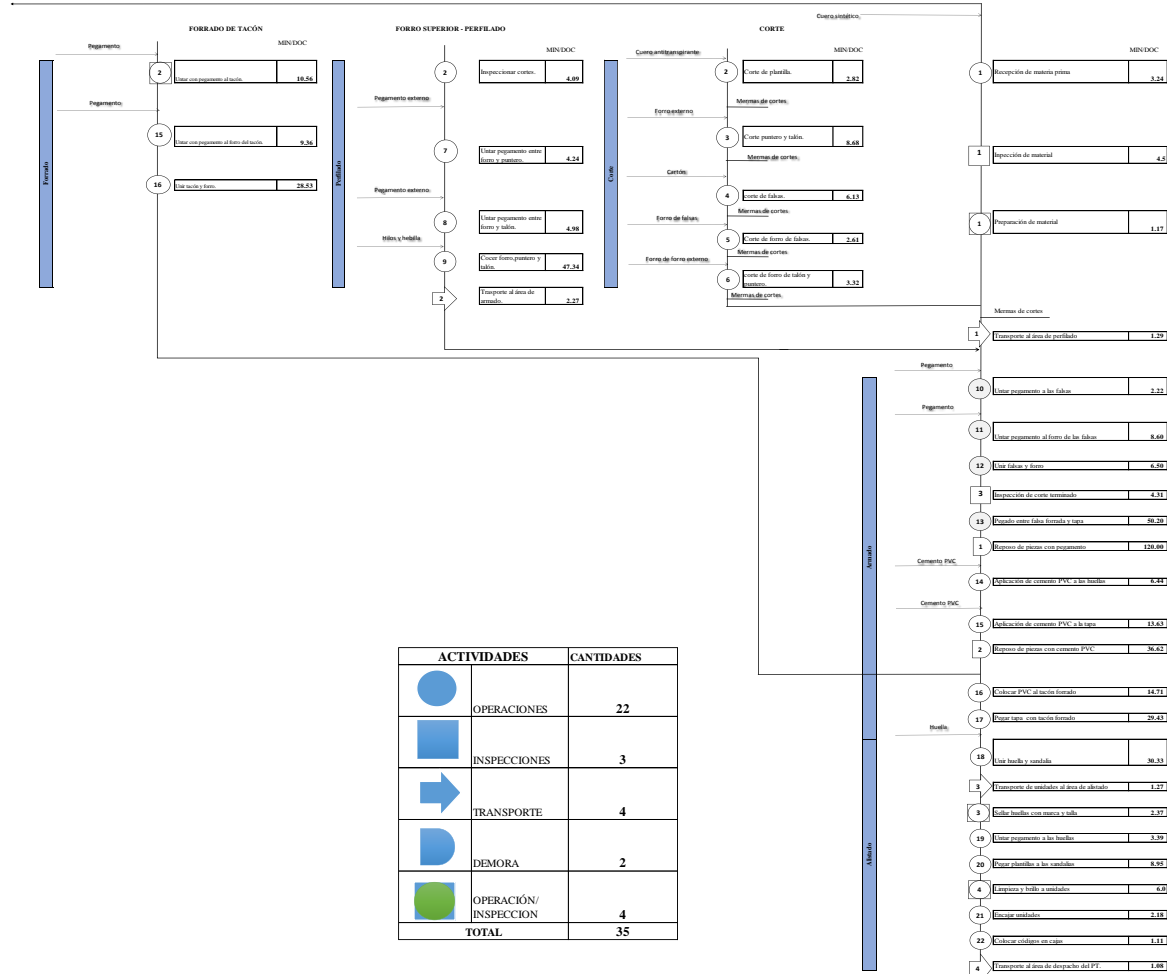 Cuero sintético
FORRADO DE TACÓN
MIN/DOC
Pegamento
2
Untar con pegamento al tacón.
10.56
Pegamento
15
Untar con pegamento al forro del tacón.
9.36
16
Unir tacón y forro.
28.53
Forrado
FORRO SUPERIOR - PERFILADO
2
Inspeccionar cortes.
4.09
Pegamento externo
7
Untar pegamento entre
forro y puntero.
4.24
Pegamento externo
8
Untar pegamento entre
forro y talón.
4.98
Hilos y hebilla
9
Cocer forro,puntero y
talón.
47.34
2
Trasporte al área de
armado.
2.27
Perfilado
CORTE
MIN/DOC
Cuero antitranspirante
2
Corte de plantilla.
2.82
Mermas de cortes
Forro externo
3
Corte puntero y talón.
8.68
Mermas de cortes
Cartón
4
corte de falsas.
6.13
Mermas de cortes
Forro de falsas
5
Corte de forro de falsas.
2.61
Mermas de cortes
Forro de forro externo
6
corte de forro de talón y
puntero.
3.32
Mermas de cortes
Corte
MIN/DOC
1
Recepción de materia prima
3.24
1
Inpección de material
4.5
1
Preparación de material
1.17
Mermas de cortes
1
Transporte al área de perfilado
1.29
Pegamento
10
Untar pegamento a las falsas
2.22
Pegamento
11
Untar pegamento al forro de las falsas
8.60
12
Unir falsas y forro
6.50
3
Inspección de corte terminado
4.31
13
Pegado entre falsa forrada y tapa
50.20
1
Reposo de piezas con pegamento
120.00
Cemento PVC
14
Aplicación de cemento PVC a las huellas
6.44
Cemento PVC
15
Aplicación de cemento PVC a la tapa
13.63
2
Reposo de piezas con cemento PVC
36.62
Armado
16
Colocar PVC al tacón forrado
14.71
17
Pegar tapa con tacón forrado
29.43
Huella
18
Unir huella y sandalia
30.33
3
Transporte de unidades al área de alistado
1.27
3
Sellar huellas con marca y talla
2.37
19
Untar pegamento a las huellas
3.39
20
Pegar plantillas a las sandalias
8.95
4
Limpieza y brillo a unidades
6.0
21
Encajar unidades
2.18
22
Colocar códigos en cajas
1.11
4
Transporte al área de despacho del PT.
1.08
Alistado
ACTIVIDADES CANTIDADES
OPERACIONES 22
INSPECCIONES 3
TRANSPORTE 4
DEMORA 2
OPERACIÓN/
INSPECCION 4
TOTAL 35